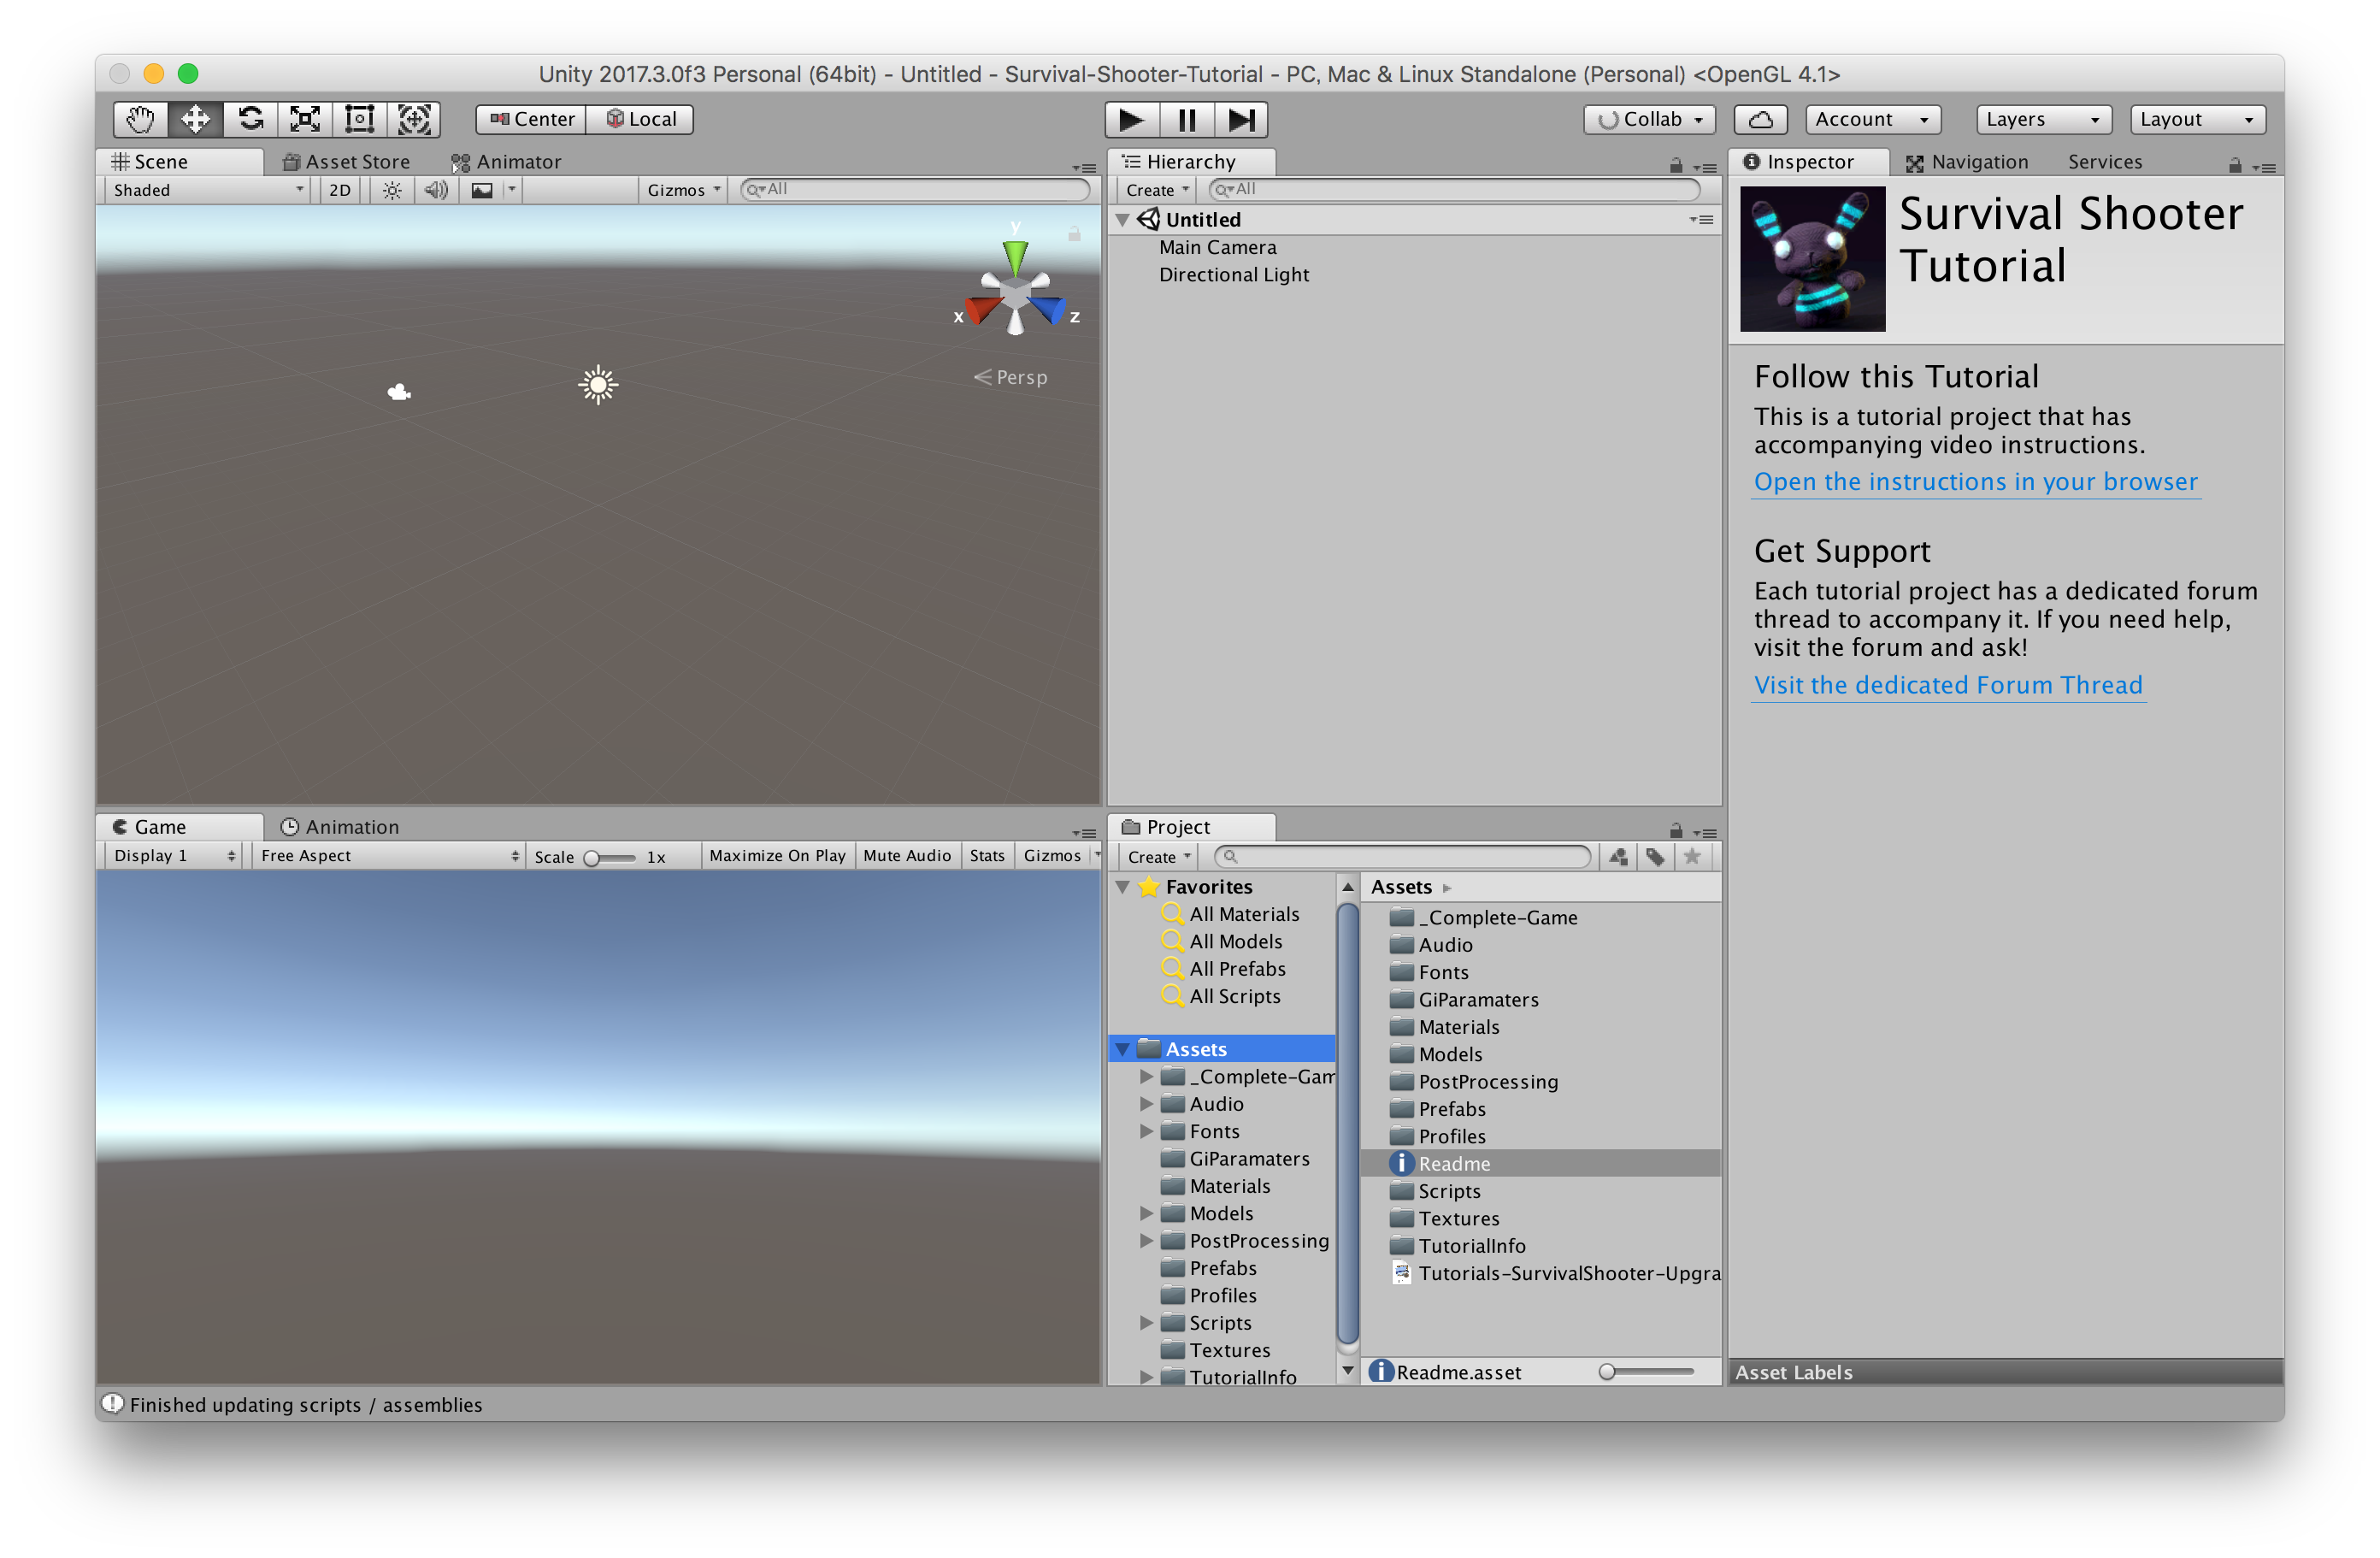 Unity 2017.3.0f3 Personal (64bit) - Untitled - Survival-Shooter-Tutorial - PC, Mac & Linux Standalone (Personal) <OpenGL 4.1>
Center Local Collab Account Layers Layout
Scene Asset Store Animator
Shaded 2D Gizmos All
y
x z
Persp
Hierarchy
Create All
Untitled
Main Camera
Directional Light
Inspector Navigation Services
Survival Shooter
Tutorial
Follow this Tutorial
This is a tutorial project that has
accompanying video instructions.
Open the instructions in your browser
Get Support
Each tutorial project has a dedicated forum
thread to accompany it. If you need help,
visit the forum and ask!
Visit the dedicated Forum Thread
Asset Labels
Game Animation
Display 1 Free Aspect Scale 1x Maximize On Play Mute Audio Stats Gizmos
Project
Create
Favorites
All Materials
All Models
All Prefabs
All Scripts
Assets
_Complete-Gam
Audio
Fonts
GiParamaters
Materials
Models
PostProcessing
Prefabs
Profiles
Scripts
Textures
TutorialInfo
Assets
_Complete-Game
Audio
Fonts
GiParamaters
Materials
Models
PostProcessing
Prefabs
Profiles
Readme
Scripts
Textures
TutorialInfo
Tutorials-SurvivalShooter-Upgra
Readme.asset
Finished updating scripts / assemblies